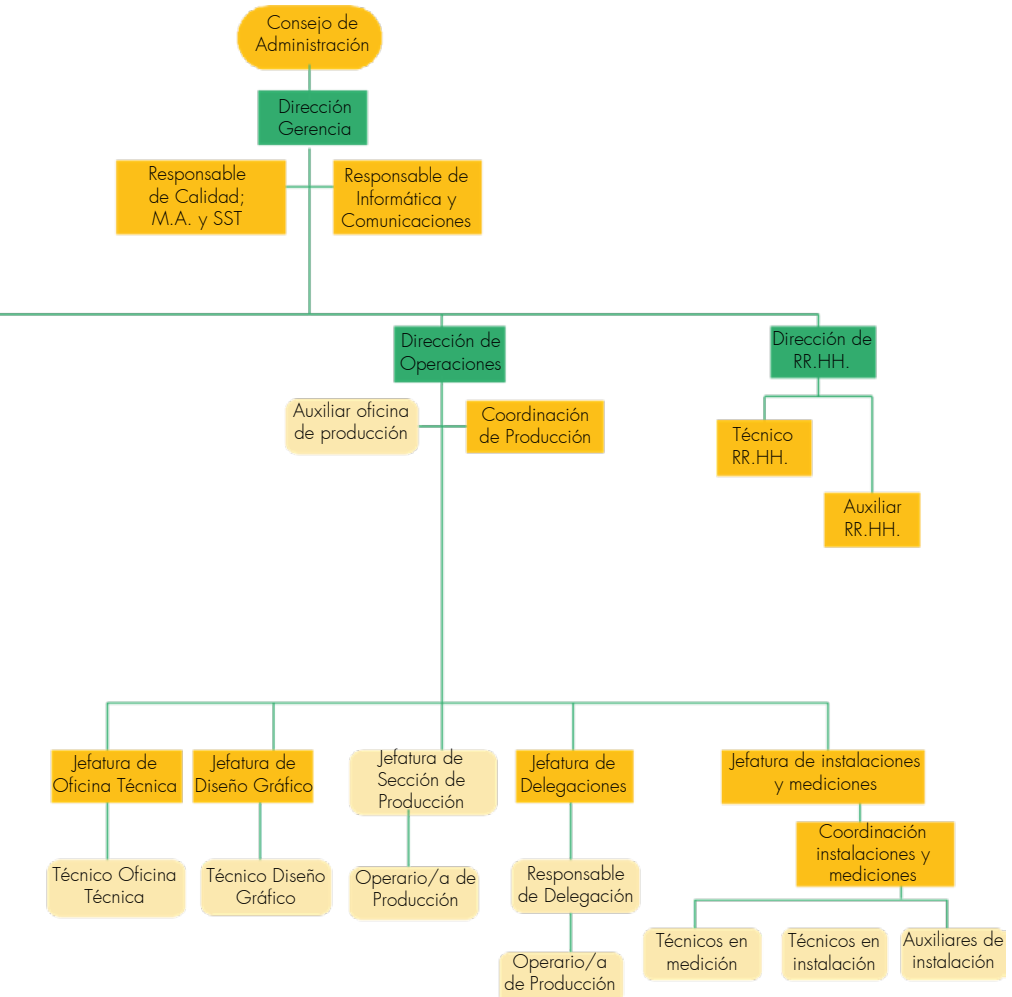 Consejo de
Administración
Dirección
Gerencia
Responsable
de Calidad;
M.A. y SST
Responsable de
Informática y
Comunicaciones
Dirección de
Operaciones
Dirección de
RR.HH.
Auxiliar oficina
de producción
Coordinación
de Producción
Técnico
RR.HH.
Auxiliar
RR.HH.
Jefatura de
Oficina Técnica
Jefatura de
Diseño Gráfico
Jefatura de
Sección de
Producción
Jefatura de
Delegaciones
Jefatura de instalaciones
y mediciones
Coordinación
instalaciones y
mediciones
Técnico Oficina
Técnica
Técnico Diseño
Gráfico
Operario/a de
Producción
Responsable
de Delegación
Operario/a
de Producción
Técnicos en
medición
Técnicos en
instalación
Auxiliares de
instalación